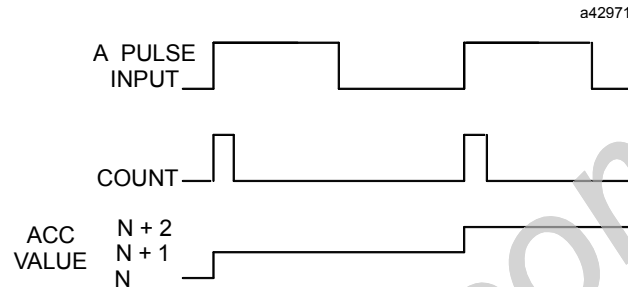 a42971
A PULSE
INPUT
COUNT
ACC
VALUE
N + 2
N + 1
N